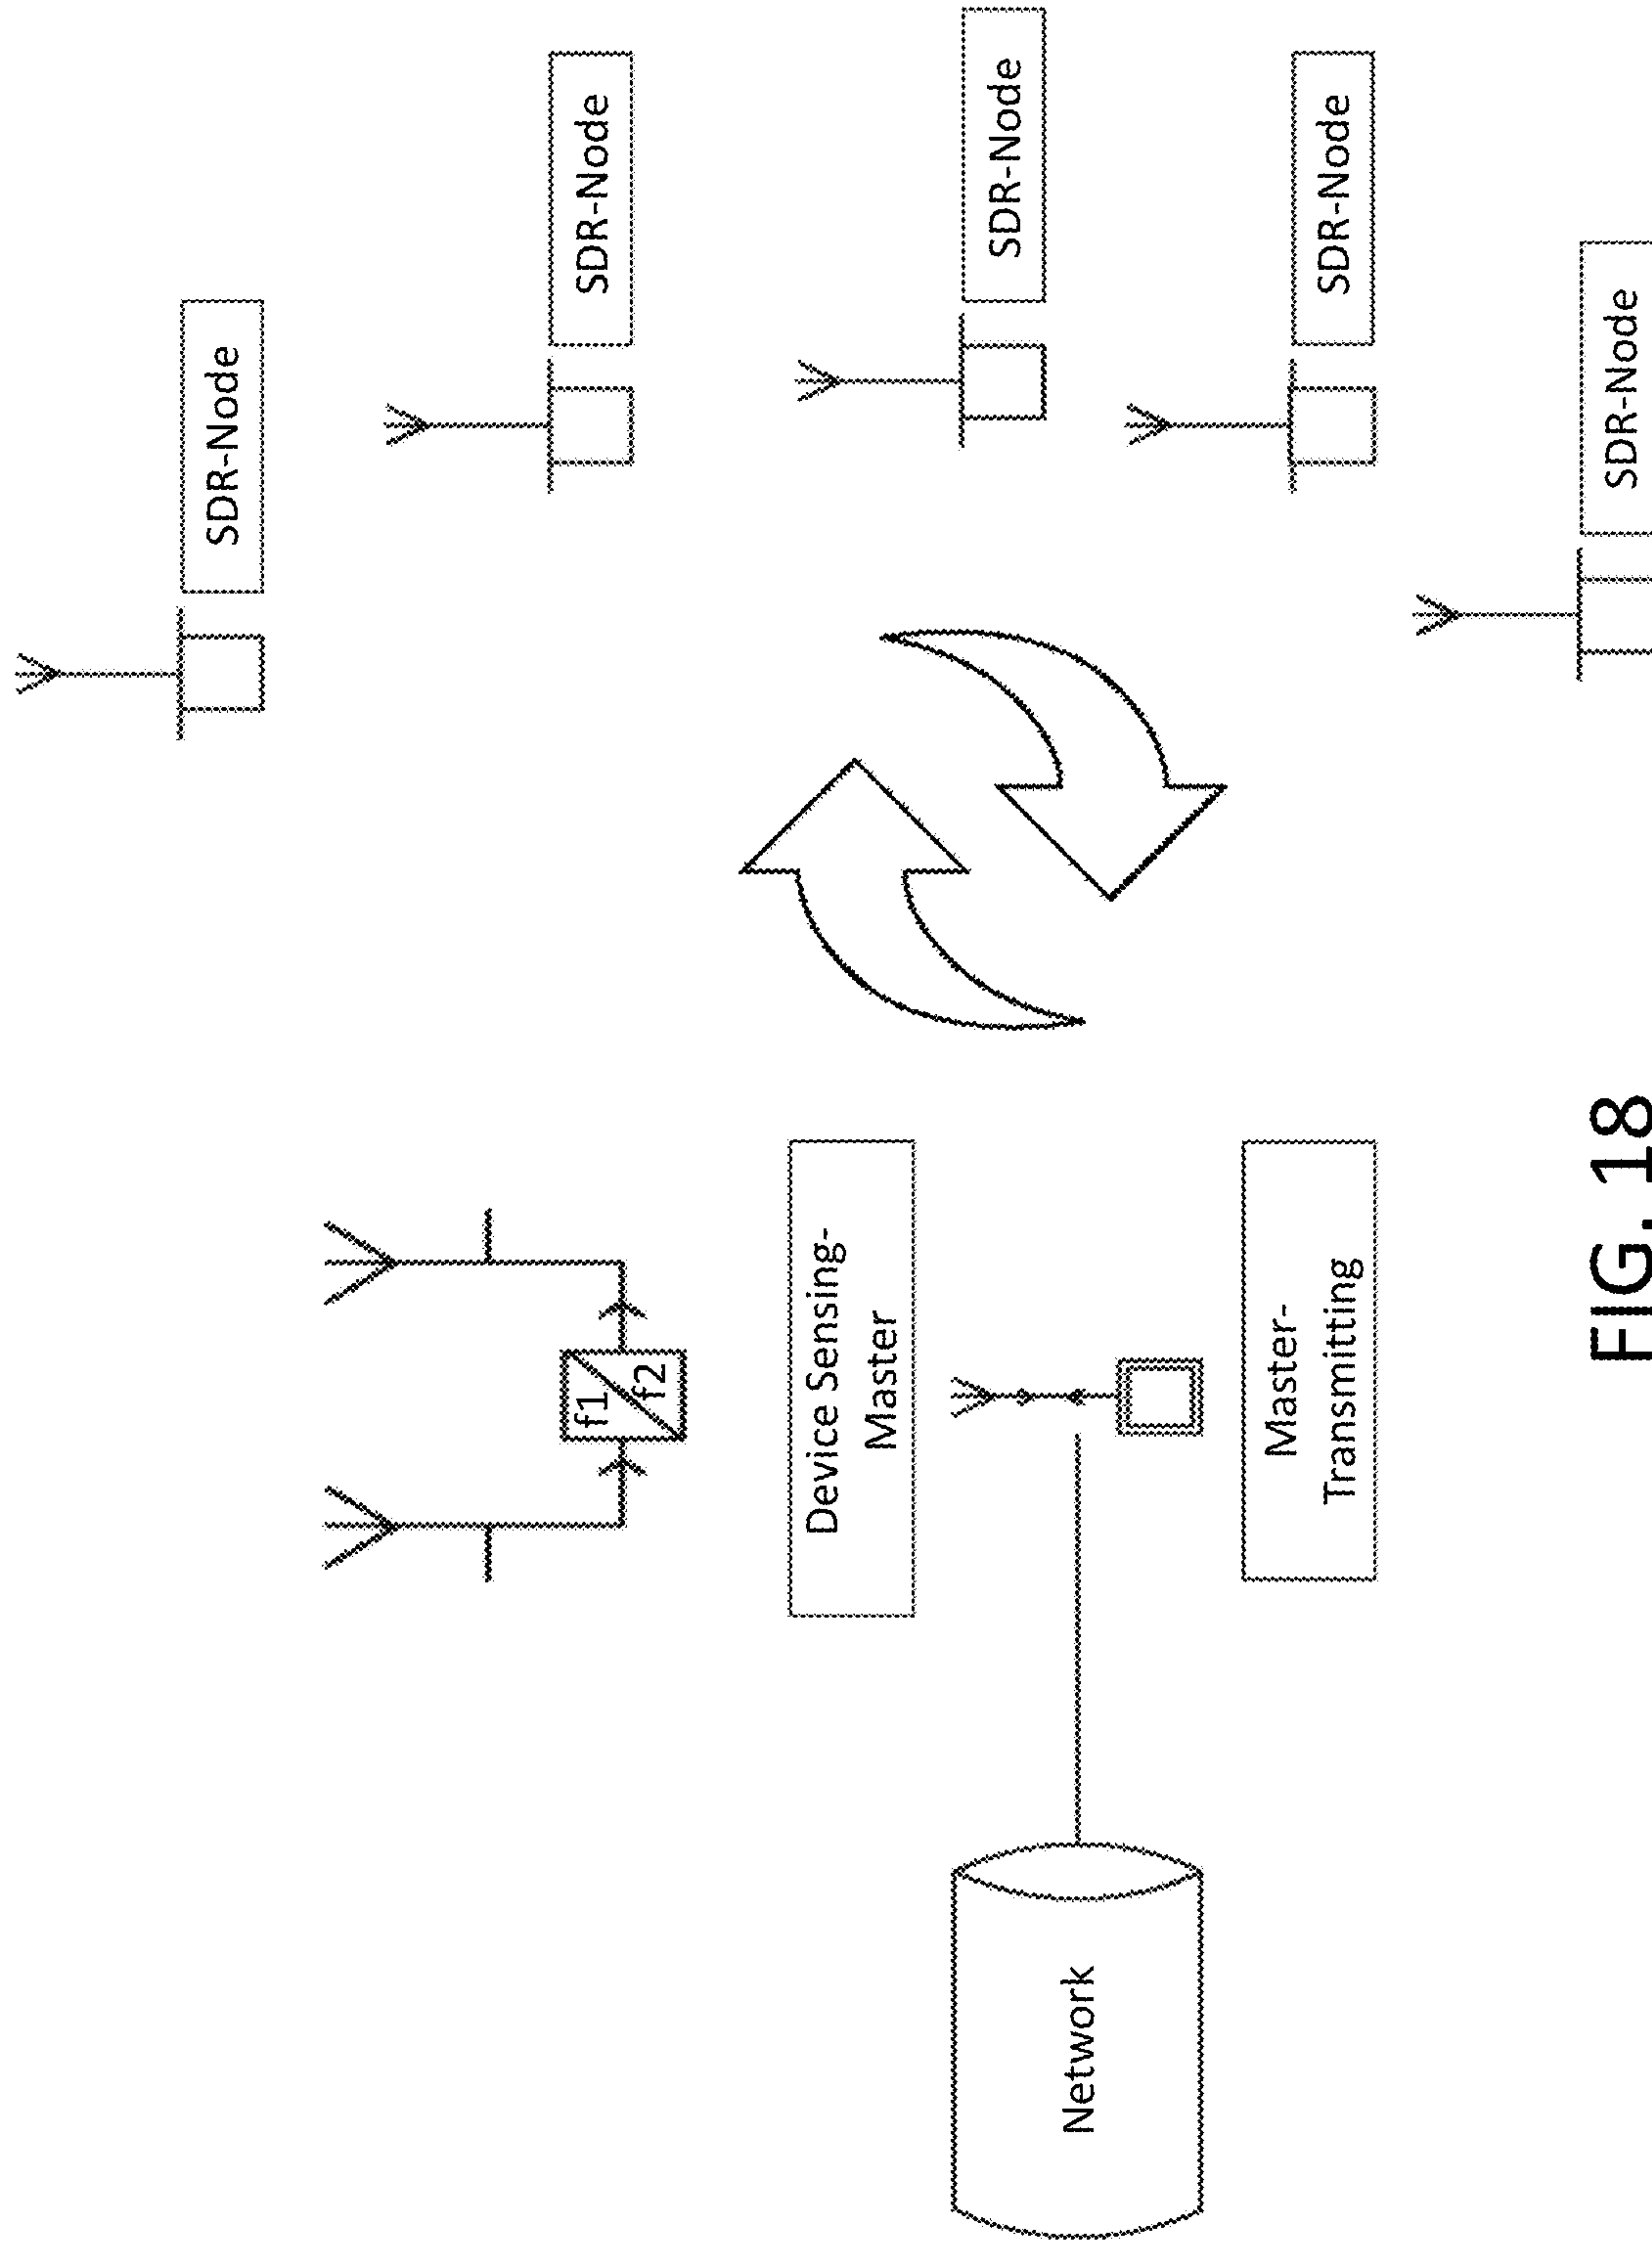 SDR-Node
SDR-Node
SDR-Node
SDR-Node
SDR-Node
f1
f2
Device Sensing-
Master
Master-
Transmitting
Network
FIG. 18